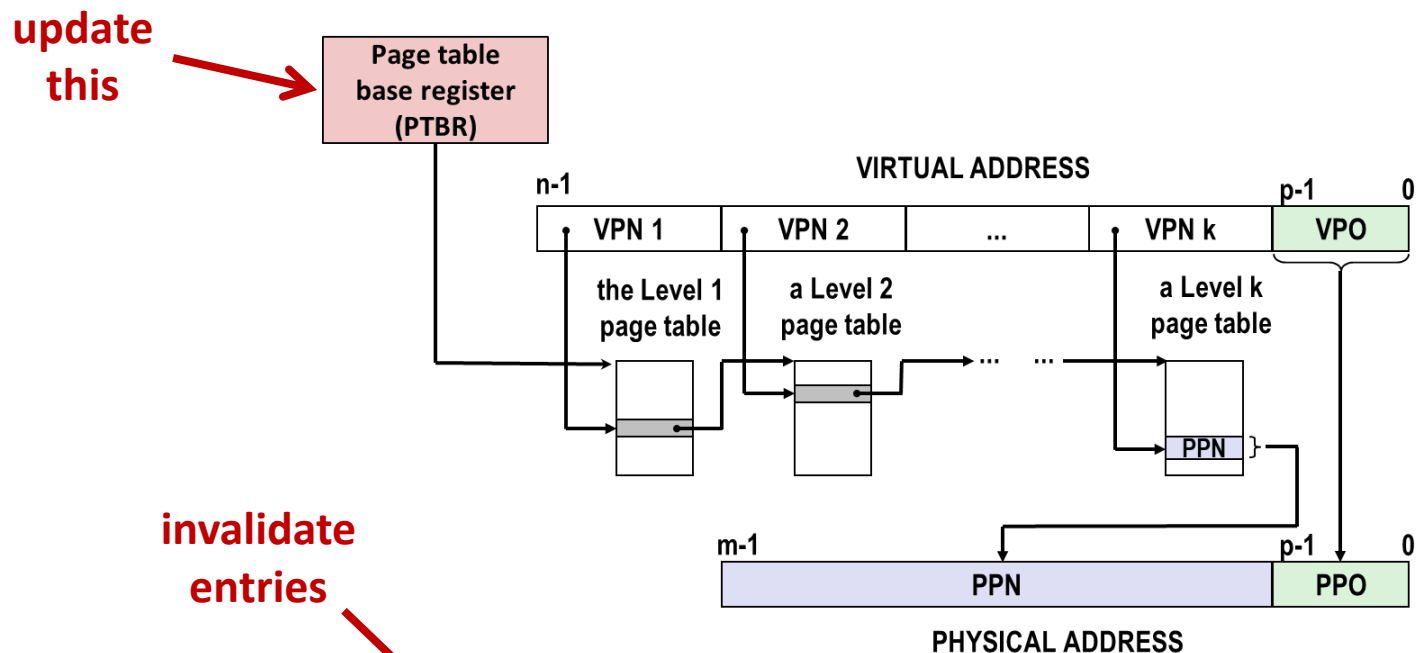 update
this
Page table
base register
(PTBR)
VIRTUAL ADDRESS
n-1
p-1
0
VPN 1
VPN 2
...
VPN k
VPO
the Level 1
page table
a Level 2
page table
a Level k
page table
... ...
PPN
invalidate
entries
m-1
p-1
0
PPN
PPO
PHYSICAL ADDRESS